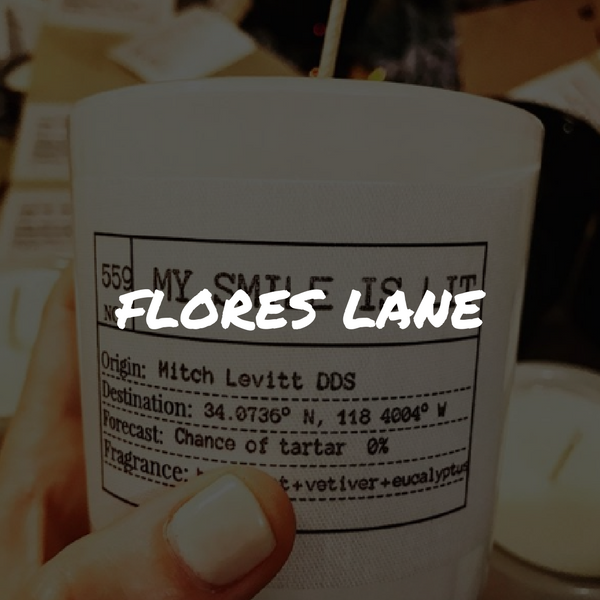 559
NO
MY SMILE IS LIT
FLORES LANE
Origin: Mitch Levitt DDS
Destination: 34.0736° N, 118 4004° W
Forecast: Chance of tartar 0%
Fragrance: t+vetiver+eucalyptus